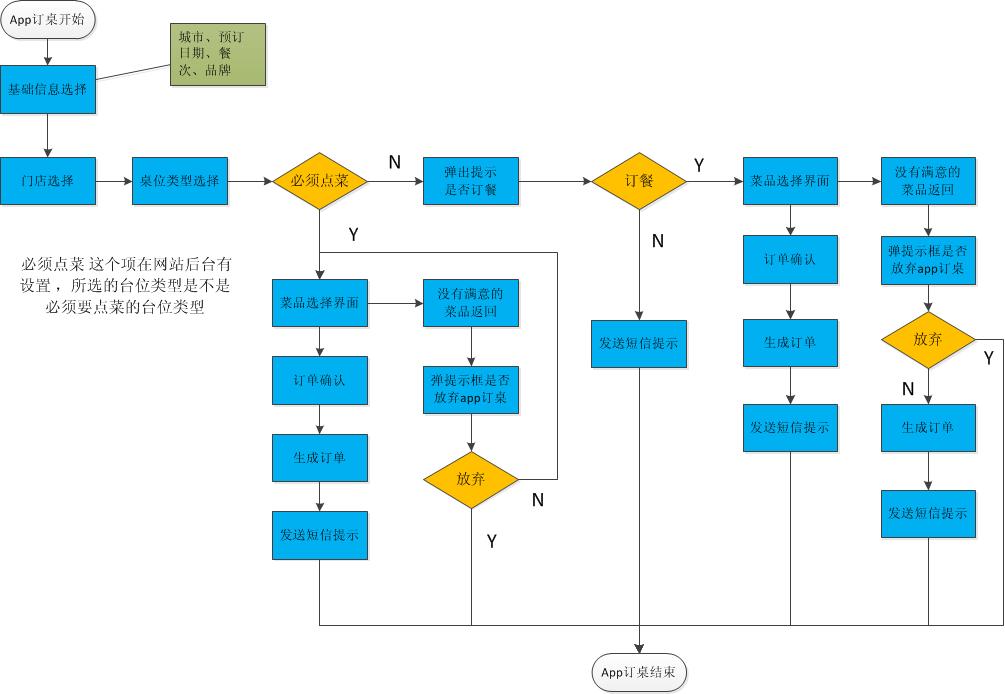 App订桌开始
城市、预订
日期、餐
次、品牌
基础信息选择
门店选择
桌位类型选择
必须点菜
N
弹出提示
是否订餐
订餐
Y
菜品选择界面
没有满意的
菜品返回
Y
N
必须点菜 这个项在网站后台有
设置，所选的台位类型是不是
必须要点菜的台位类型
菜品选择界面
没有满意的
菜品返回
订单确认
弹提示框是否
放弃app订桌
生成订单
放弃
N
Y
发送短信提示
发送短信提示
订单确认
生成订单
发送短信提示
弹提示框是否
放弃app订桌
放弃
Y
N
生成订单
发送短信提示
App订桌结束